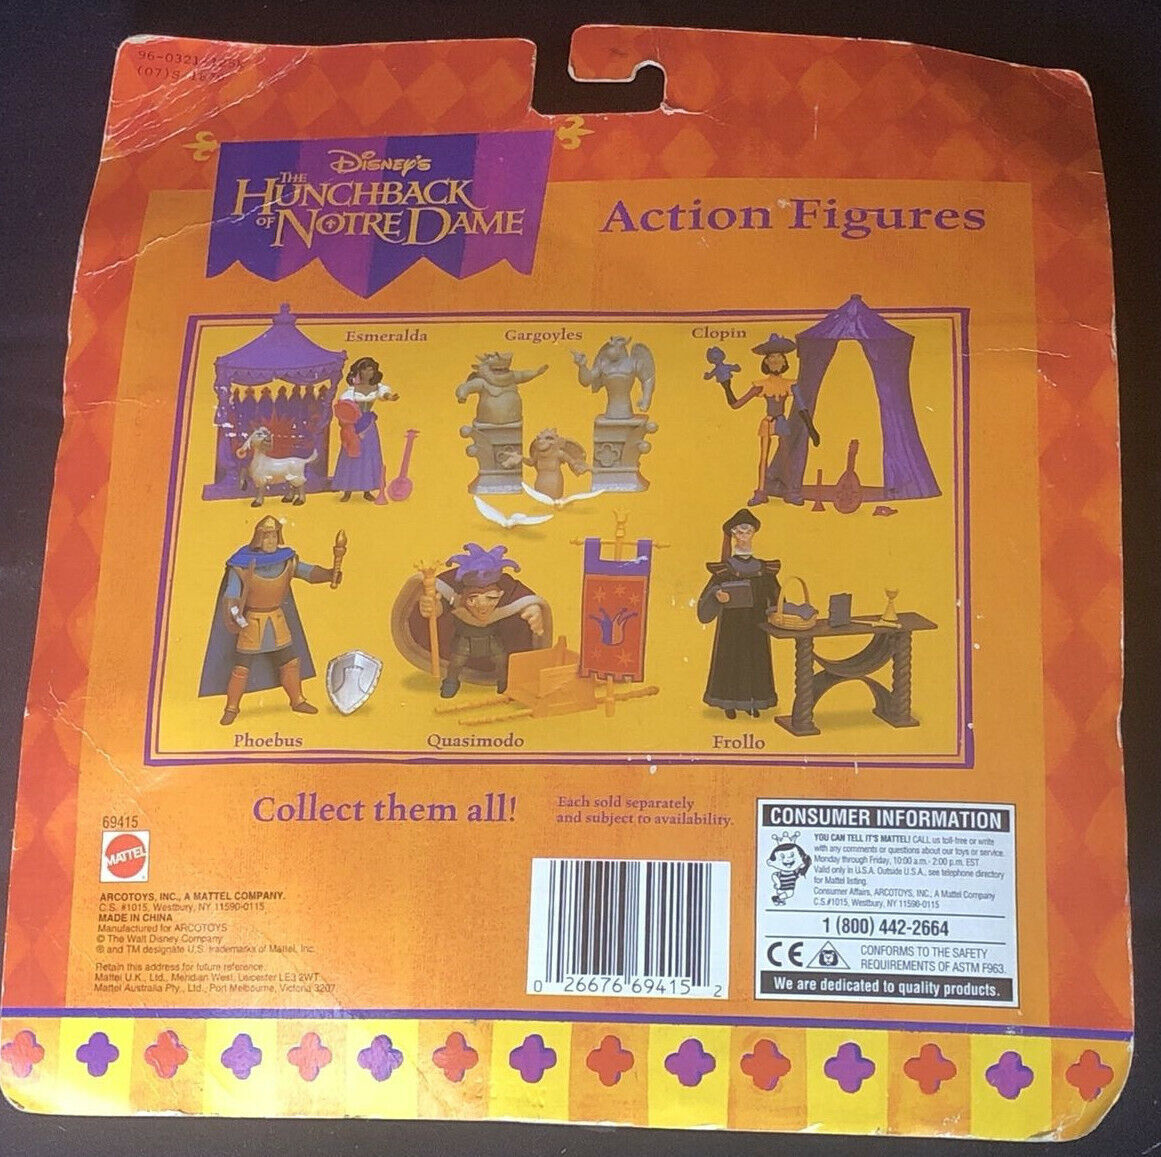 96-0321-
(07)S
DISNEY'S
THE
HUNCHBACK
OF NOTRE DAME
Action Figures
Esmeralda
Gargoyles
Clopin
Phoebus
Quasimodo
Frollo
Collect them all!
Each sold separately
and subject to availability.
69415
MATTEL
ARCOTOYS, INC., A MATTEL COMPANY.
C.S. #1015, Westbury, NY 11590-0115
MADE IN CHINA
Manufactured for ARCOTOYS
© The Walt Disney Company
® and TM designate U.S. trademarks of Mattel, Inc.
Retain this address for future reference:
Mattel U.K., Ltd., Meridian West, Leicester LE3 2WT.
Mattel Australia Pty., Ltd., Port Melbourne, Victoria 3207
0 26676 69415 2
CONSUMER INFORMATION
YOU CAN TELL IT'S MATTEL! CALL us toll-free or write
with any comments or questions about our toys or service.
Monday through Friday, 10:00 a.m.- 2:00 p.m. EST.
Valid only in U.S.A. Outside U.S.A., see telephone directory
for Mattel listing.
Consumer Affairs, ARCOTOYS, INC., A Mattel Company
C.S.#1015, Westbury, NY 11590-0115
1 (800) 442-2664
CE CONFORMS TO THE SAFETY
REQUIREMENTS OF ASTM F963.
We are dedicated to quality products.